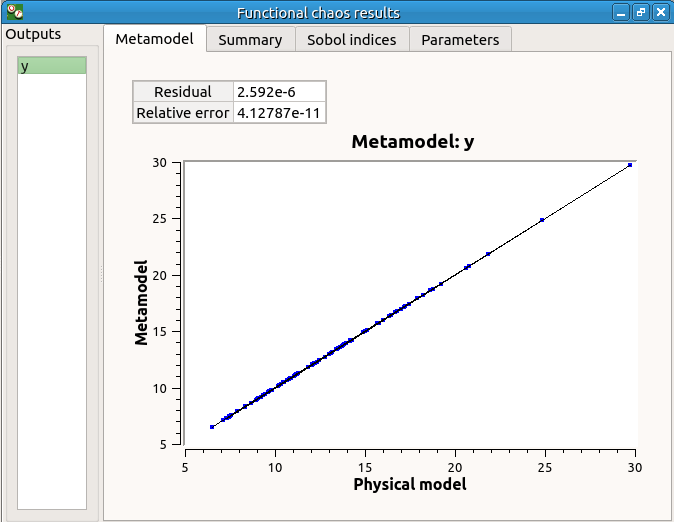 Functional chaos results
Outputs
y
Metamodel Summary Sobol indices Parameters
Residual 2.592e-6
Relative error 4.12787e-11
Metamodel: y
Metamodel
30
25
20
15
10
5
5 10 15 20 25 30
Physical model